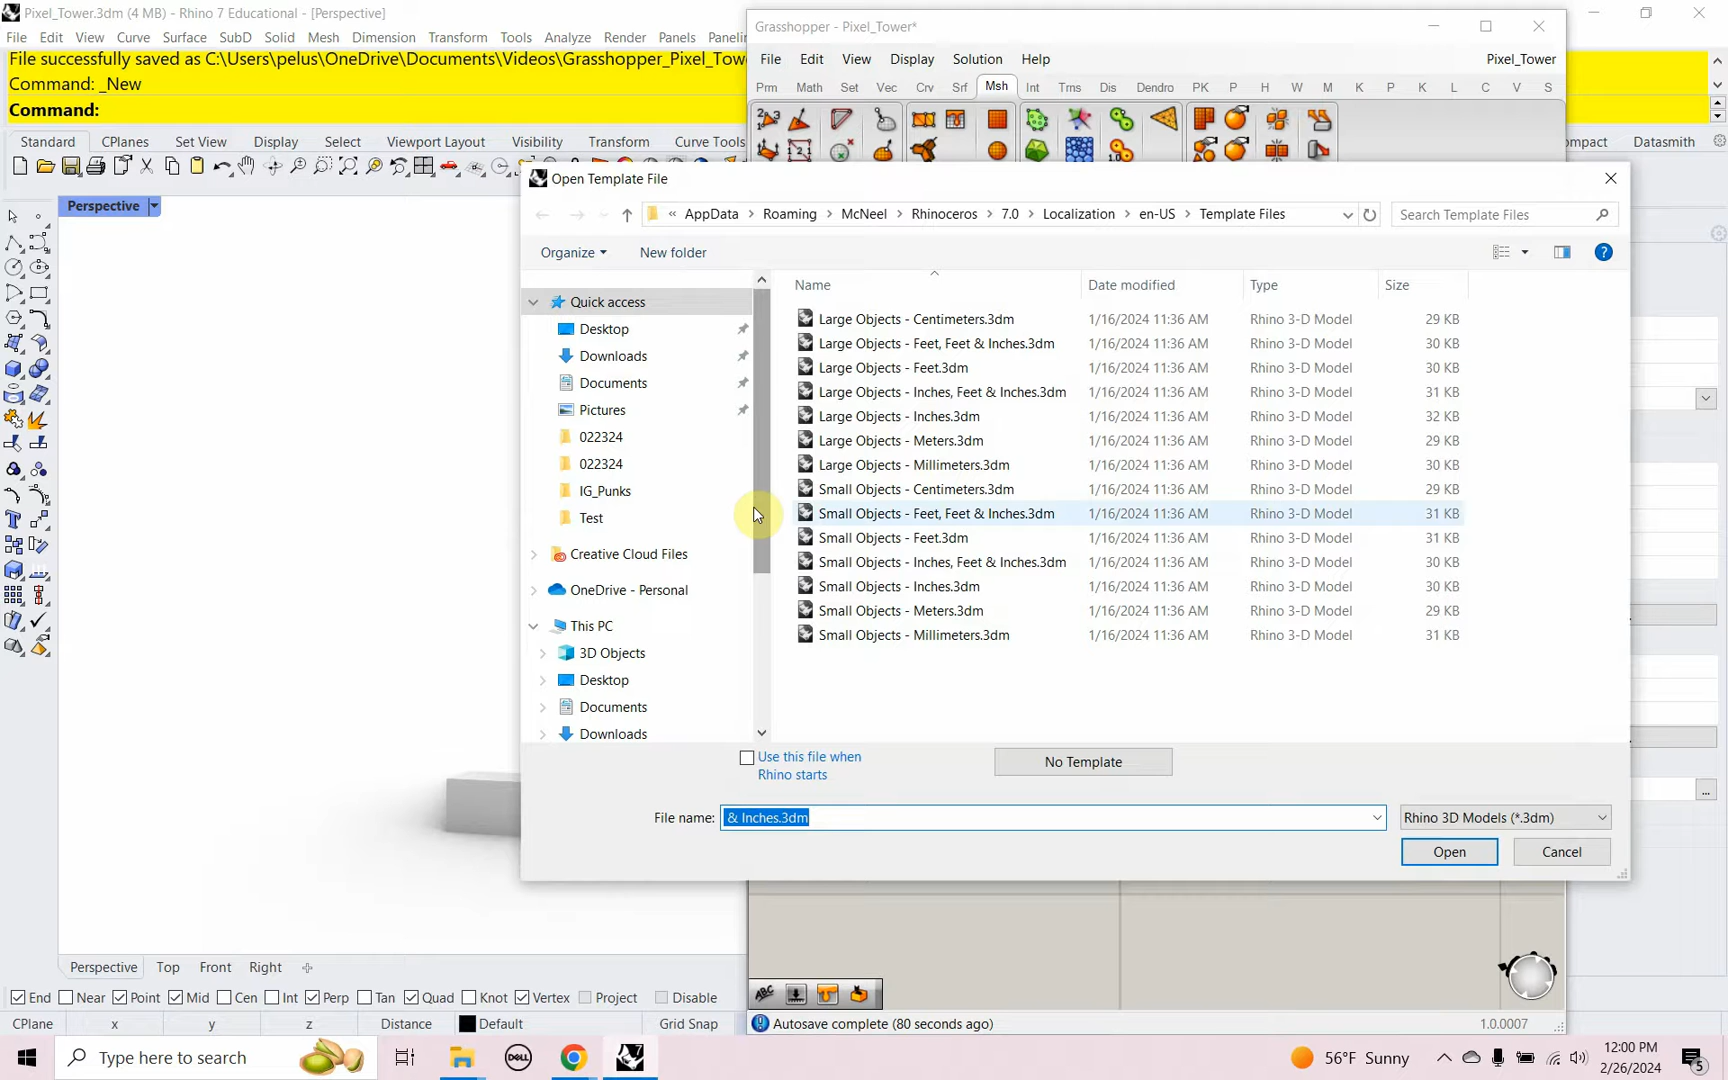 Pixel_Tower.3dm (4 MB) - Rhino 7 Educational - [Perspective]
File Edit View Curve Surface SubD Solid Mesh Dimension Transform Tools Analyze Render Panels
File successfully saved as C:\Users\pelus\OneDrive\Documents\Videos\Grasshopper_Pixel_Tow
Command: _New
Command:
Standard CPlanes Set View Display Select Viewport Layout Visibility Transform Curve Tools
Datasmith
Grasshopper - Pixel_Tower*
File Edit View Display Solution Help Pixel_Tower
Prm Math Set Vec Crv Srf Msh Int Trns Dis Dendro PK P H W M K P K L C V S
Perspective
Open Template File
« AppData Roaming McNeel Rhinoceros 7.0 Localization en-US Template Files
Search Template Files
Organize New folder
Name Date modified Type Size
Quick access
Desktop
Downloads
Documents
Pictures
022324
022324
IG_Punks
Test
Creative Cloud Files
OneDrive - Personal
This PC
3D Objects
Desktop
Documents
Downloads
Large Objects - Centimeters.3dm 1/16/2024 11:36 AM Rhino 3-D Model 29 KB
Large Objects - Feet, Feet & Inches.3dm 1/16/2024 11:36 AM Rhino 3-D Model 30 KB
Large Objects - Feet.3dm 1/16/2024 11:36 AM Rhino 3-D Model 30 KB
Large Objects - Inches, Feet & Inches.3dm 1/16/2024 11:36 AM Rhino 3-D Model 31 KB
Large Objects - Inches.3dm 1/16/2024 11:36 AM Rhino 3-D Model 32 KB
Large Objects - Meters.3dm 1/16/2024 11:36 AM Rhino 3-D Model 29 KB
Large Objects - Millimeters.3dm 1/16/2024 11:36 AM Rhino 3-D Model 30 KB
Small Objects - Centimeters.3dm 1/16/2024 11:36 AM Rhino 3-D Model 29 KB
Small Objects - Feet, Feet & Inches.3dm 1/16/2024 11:36 AM Rhino 3-D Model 31 KB
Small Objects - Feet.3dm 1/16/2024 11:36 AM Rhino 3-D Model 31 KB
Small Objects - Inches, Feet & Inches.3dm 1/16/2024 11:36 AM Rhino 3-D Model 30 KB
Small Objects - Inches.3dm 1/16/2024 11:36 AM Rhino 3-D Model 30 KB
Small Objects - Meters.3dm 1/16/2024 11:36 AM Rhino 3-D Model 29 KB
Small Objects - Millimeters.3dm 1/16/2024 11:36 AM Rhino 3-D Model 31 KB
Use this file when
Rhino starts
No Template
File name: & Inches.3dm Rhino 3D Models (*.3dm)
Open Cancel
Perspective Top Front Right
End Near Point Mid Cen Int Perp Tan Quad Knot Vertex Project Disable
CPlane x y z Distance Default Grid Snap
Autosave complete (80 seconds ago) 1.0.0007
Type here to search
DELL
56°F Sunny
12:00 PM
2/26/2024
5